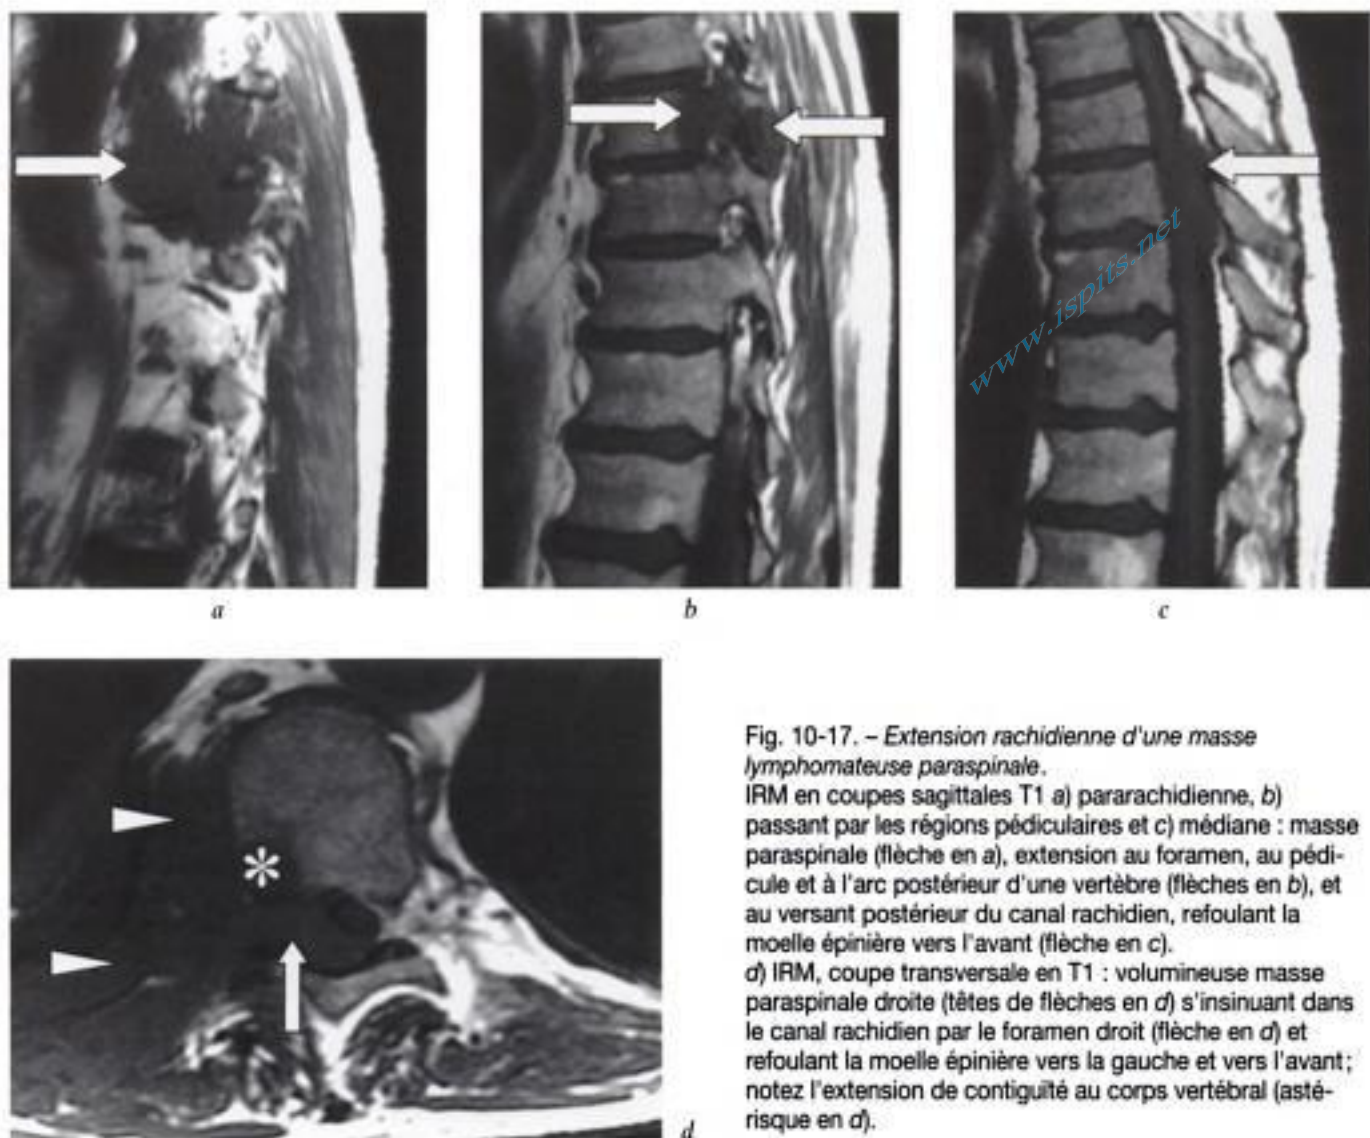 www.ispits.net
a
b
c
Fig. 10-17. – Extension rachidienne d'une masse
lymphomateuse paraspinale.
IRM en coupes sagittales T1 a) pararachidienne, b)
passant par les régions pédiculaires et c) médiane : masse
paraspinale (flèche en a), extension au foramen, au pédi-
cule et à l'arc postérieur d'une vertèbre (flèches en b), et
au versant postérieur du canal rachidien, refoulant la
moelle épinière vers l'avant (flèche en c).
d) IRM, coupe transversale en T1 : volumineuse masse
paraspinale droite (têtes de flèches en d) s'insinuant dans
le canal rachidien par le foramen droit (flèche en d) et
refoulant la moelle épinière vers la gauche et vers l'avant;
notez l'extension de contiguïté au corps vertébral (asté-
risque en d).
d